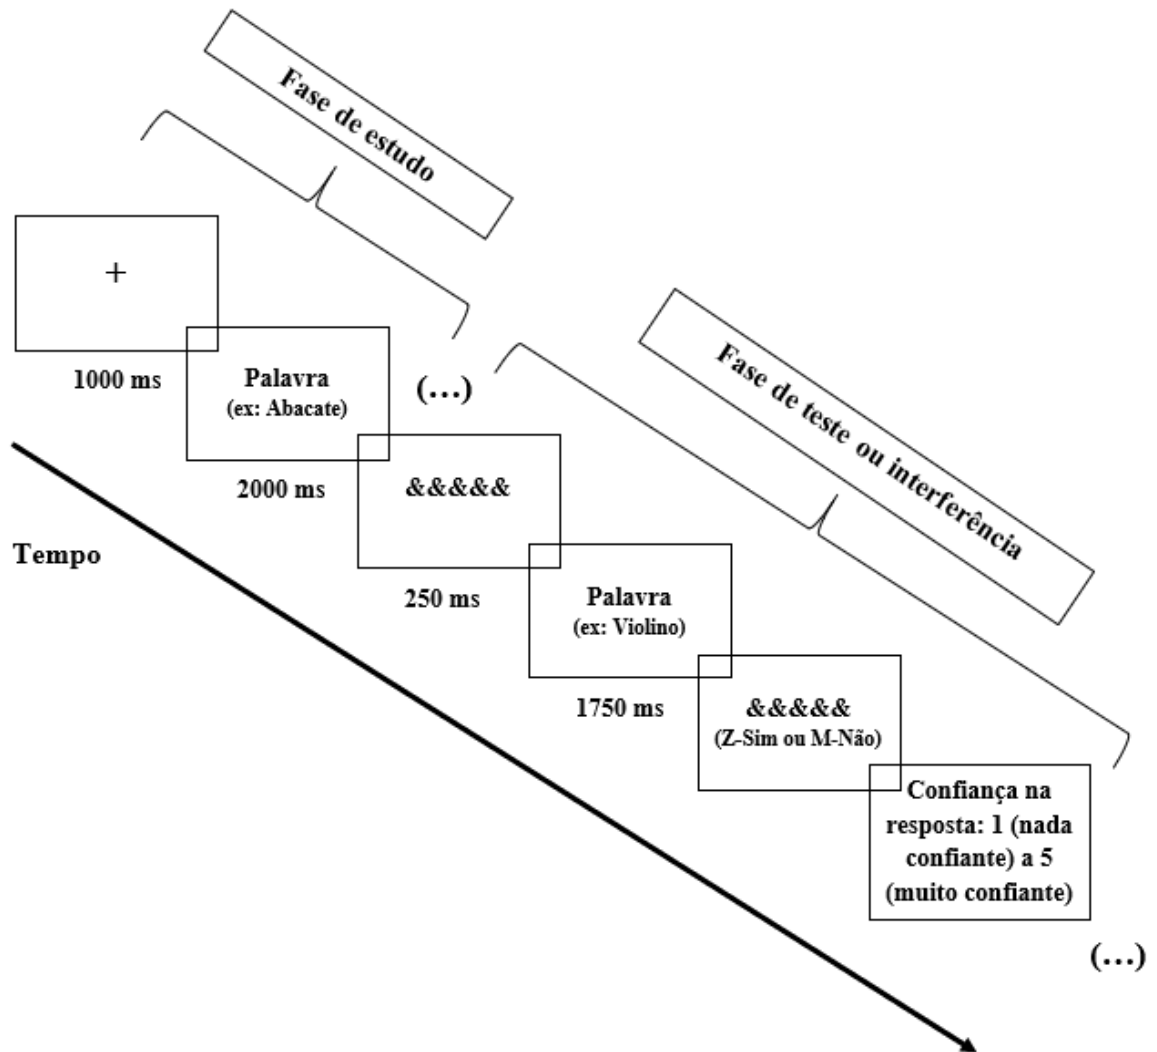 Fase de estudo
+
1000 ms
Palavra
(ex: Abacate)
2000 ms
(…)
&&&&&
250 ms
Fase de teste ou interferência
Palavra
(ex: Violino)
1750 ms
&&&&&
(Z-Sim ou M-Não)
Confiança na
resposta: 1 (nada
confiante) a 5
(muito confiante)
(…)
Tempo